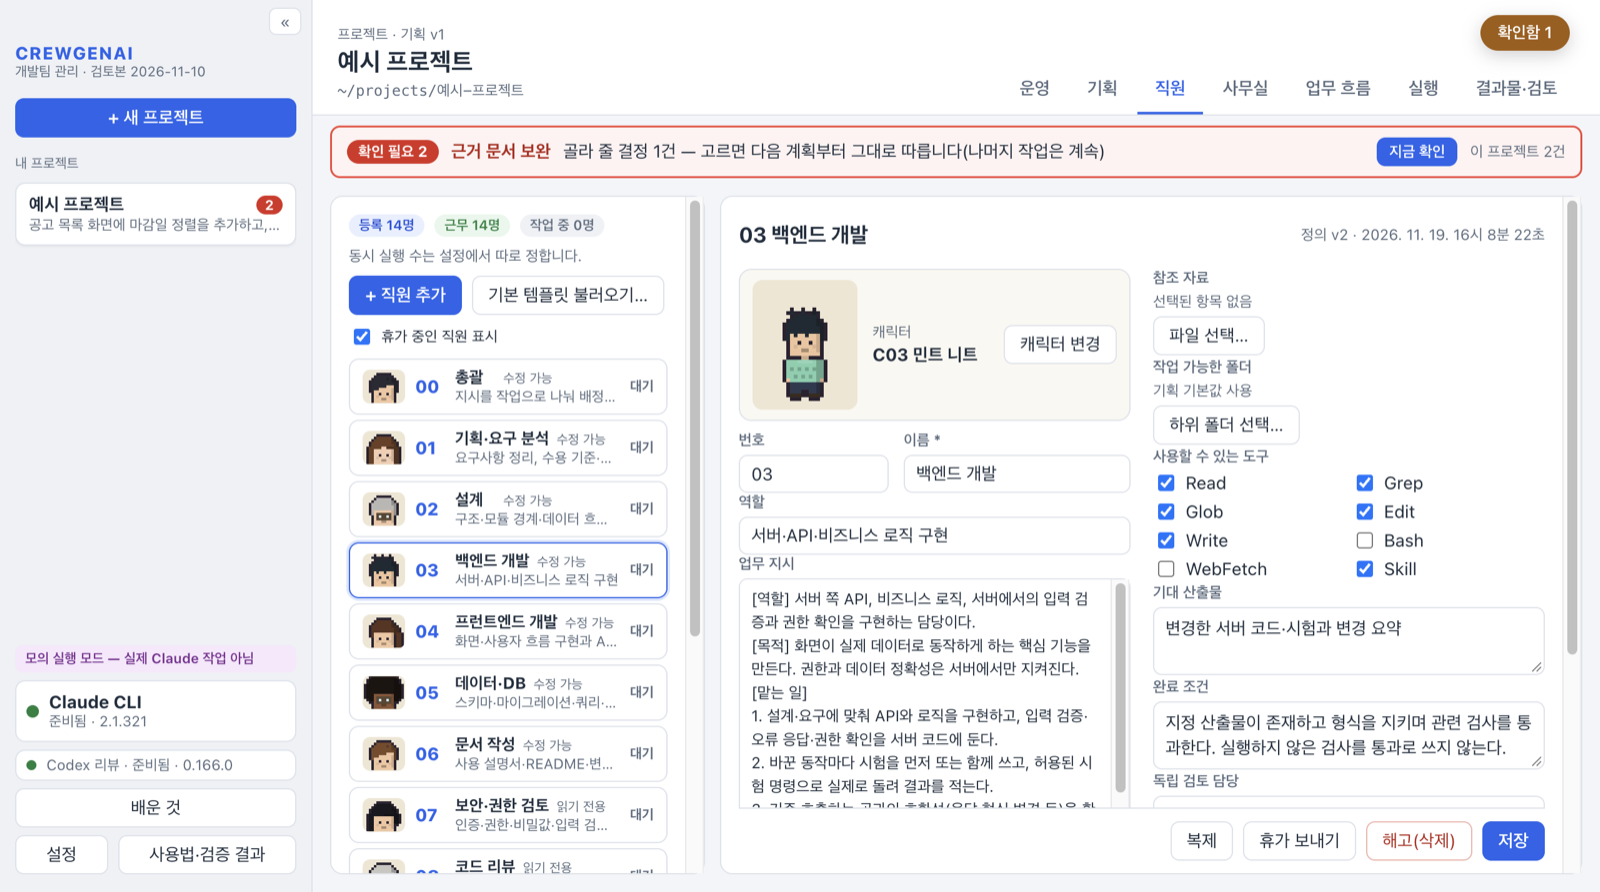 «
CREWGENAI
개발팀 관리 · 검토본 2026-11-10
+ 새 프로젝트
내 프로젝트
예시 프로젝트 2
공고 목록 화면에 마감일 정렬을 추가하고,...
모의 실행 모드 — 실제 Claude 작업 아님
Claude CLI
준비됨 · 2.1.321
Codex 리뷰 · 준비됨 · 0.166.0
배운 것
설정 사용법·검증 결과
프로젝트 · 기획 v1
예시 프로젝트
~/projects/예시-프로젝트
확인함 1
운영 기획 직원 사무실 업무 흐름 실행 결과물·검토
확인 필요 2 근거 문서 보완 골라 줄 결정 1건 — 고르면 다음 계획부터 그대로 따릅니다(나머지 작업은 계속) 지금 확인 이 프로젝트 2건
등록 14명 근무 14명 작업 중 0명
동시 실행 수는 설정에서 따로 정합니다.
+ 직원 추가 기본 템플릿 불러오기...
휴가 중인 직원 표시
00 총괄 수정 가능 대기
지시를 작업으로 나눠 배정...
01 기획·요구 분석 수정 가능 대기
요구사항 정리, 수용 기준·...
02 설계 수정 가능 대기
구조·모듈 경계·데이터 흐...
03 백엔드 개발 수정 가능 대기
서버·API·비즈니스 로직 구현
04 프런트엔드 개발 수정 가능 대기
화면·사용자 흐름 구현과 A...
05 데이터·DB 수정 가능 대기
스키마·마이그레이션·쿼리·...
06 문서 작성 수정 가능 대기
사용 설명서·README·변...
07 보안·권한 검토 읽기 전용 대기
인증·권한·비밀값·입력 검...
코드 리뷰 읽기 전용
03 백엔드 개발
정의 v2 · 2026. 11. 19. 16시 8분 22초
캐릭터
C03 민트 니트
캐릭터 변경
번호 이름 *
03 백엔드 개발
역할
서버·API·비즈니스 로직 구현
업무 지시
[역할] 서버 쪽 API, 비즈니스 로직, 서버에서의 입력 검
증과 권한 확인을 구현하는 담당이다.
[목적] 화면이 실제 데이터로 동작하게 하는 핵심 기능을
만든다. 권한과 데이터 정확성은 서버에서만 지켜진다.
[맡는 일]
1. 설계·요구에 맞춰 API와 로직을 구현하고, 입력 검증·
오류 응답·권한 확인을 서버 코드에 둔다.
2. 바꾼 동작마다 시험을 먼저 또는 함께 쓰고, 허용된 시
험 명령으로 실제로 돌려 결과를 적는다.
참조 자료
선택된 항목 없음
파일 선택...
작업 가능한 폴더
기획 기본값 사용
하위 폴더 선택...
사용할 수 있는 도구
Read Grep
Glob Edit
Write Bash
WebFetch Skill
기대 산출물
변경한 서버 코드·시험과 변경 요약
완료 조건
지정 산출물이 존재하고 형식을 지키며 관련 검사를 통
과한다. 실행하지 않은 검사를 통과로 쓰지 않는다.
독립 검토 담당
복제 휴가 보내기 해고(삭제) 저장